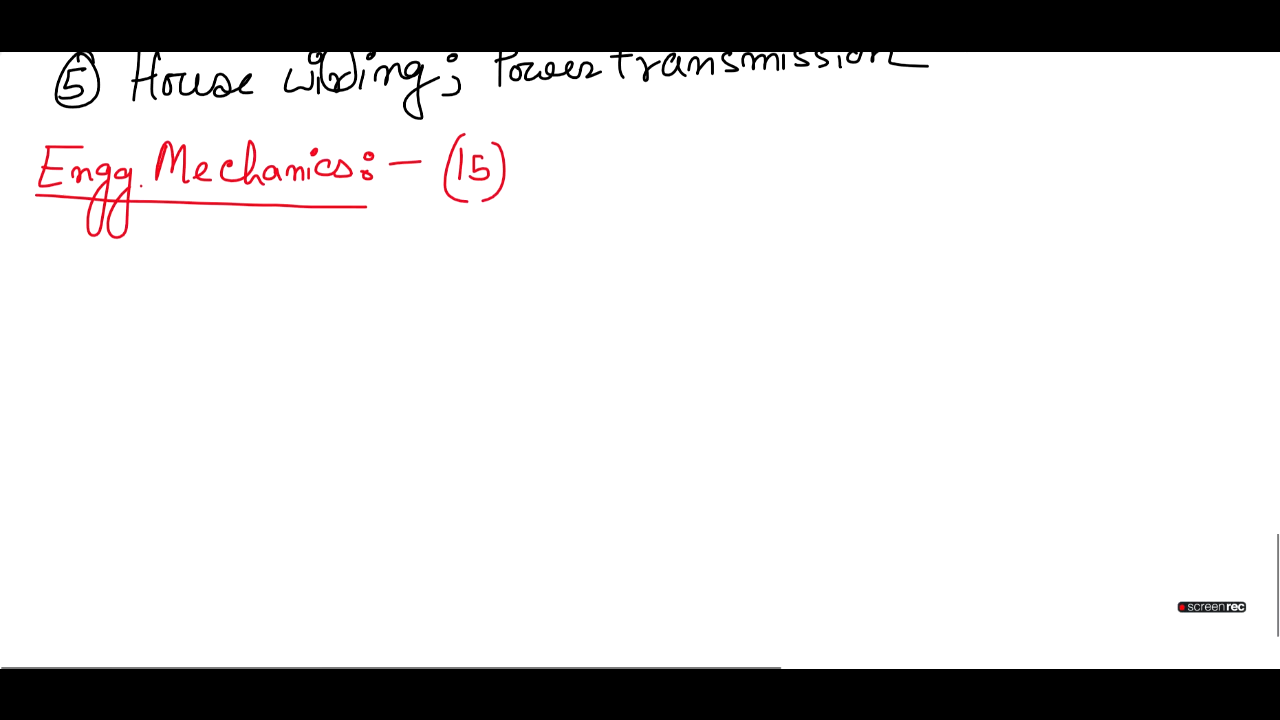 ⑤ House wiring; Power transmission
Engg. Mechanics:- (15)
screenrec